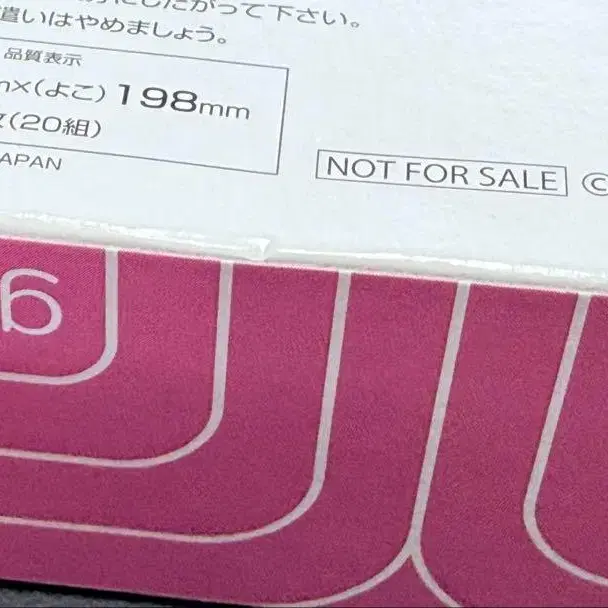 したがって下さい。
遣いはやめましょう。
品質表示
m×(よこ)198mm
(20組)
APAN
NOT FOR SALE ©
a